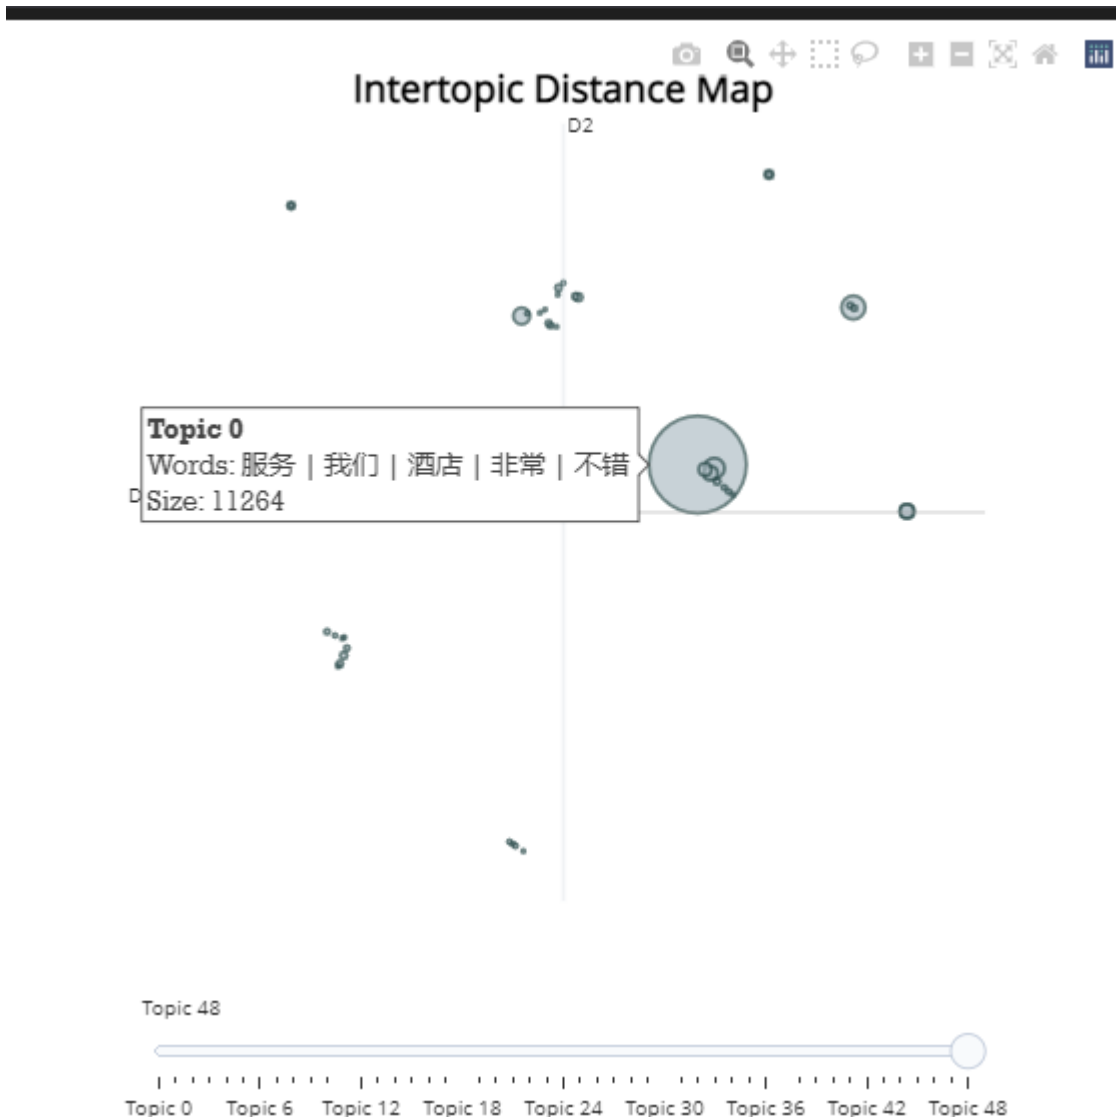 Intertopic Distance Map
D2
Topic 0
Words: 服务 | 我们 | 酒店 | 非常 | 不错
D
Size: 11264
Topic 48
Topic 0 Topic 6 Topic 12 Topic 18 Topic 24 Topic 30 Topic 36 Topic 42 Topic 48